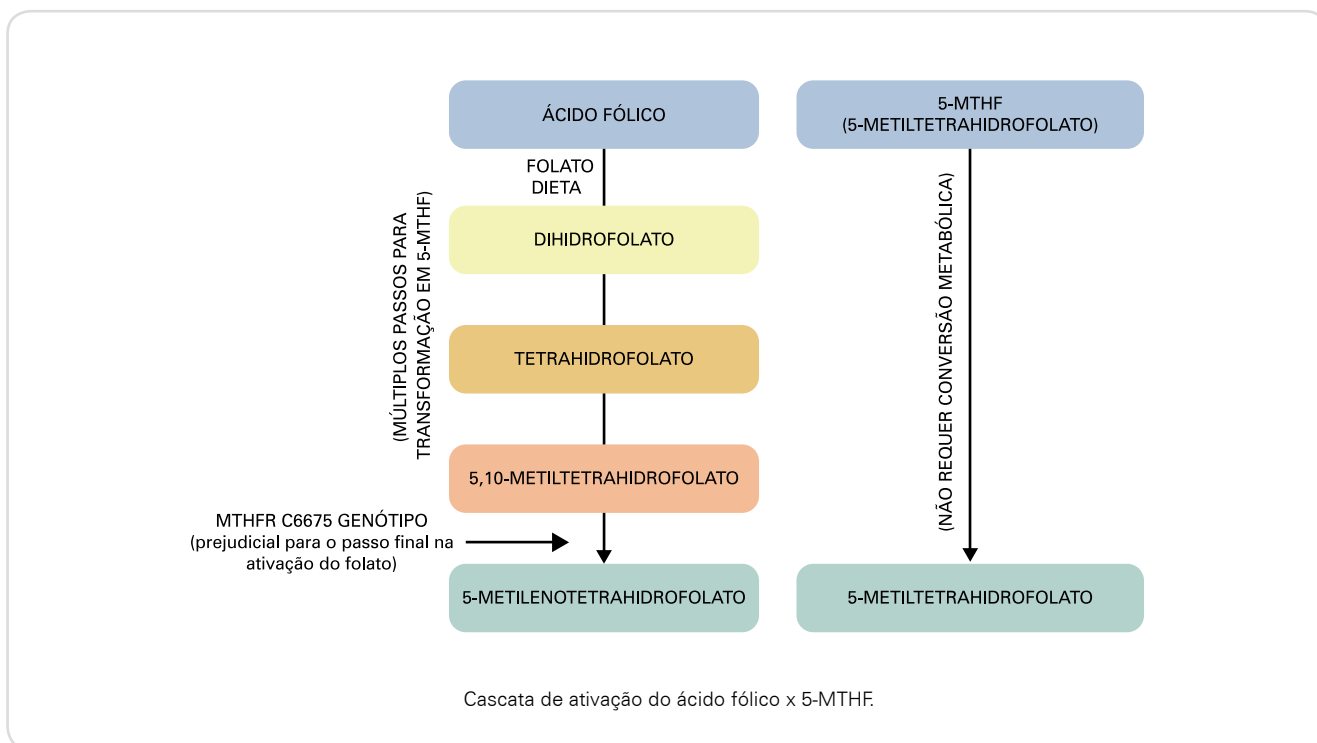 ÁCIDO FÓLICO
FOLATO
DIETA
DIHIDROFOLATO
TETRAHIDROFOLATO
5,10-METILTETRAHIDROFOLATO
5-METILENOTETRAHIDROFOLATO
(MÚLTIPLOS PASSOS PARA
TRANSFORMAÇÃO EM 5-MTHF)
MTHFR C6675 GENÓTIPO
(prejudicial para o passo final na
ativação do folato)
5-MTHF
(5-METILTETRAHIDROFOLATO)
(NÃO REQUER CONVERSÃO METABÓLICA)
5-METILTETRAHIDROFOLATO
Cascata de ativação do ácido fólico x 5-MTHF.